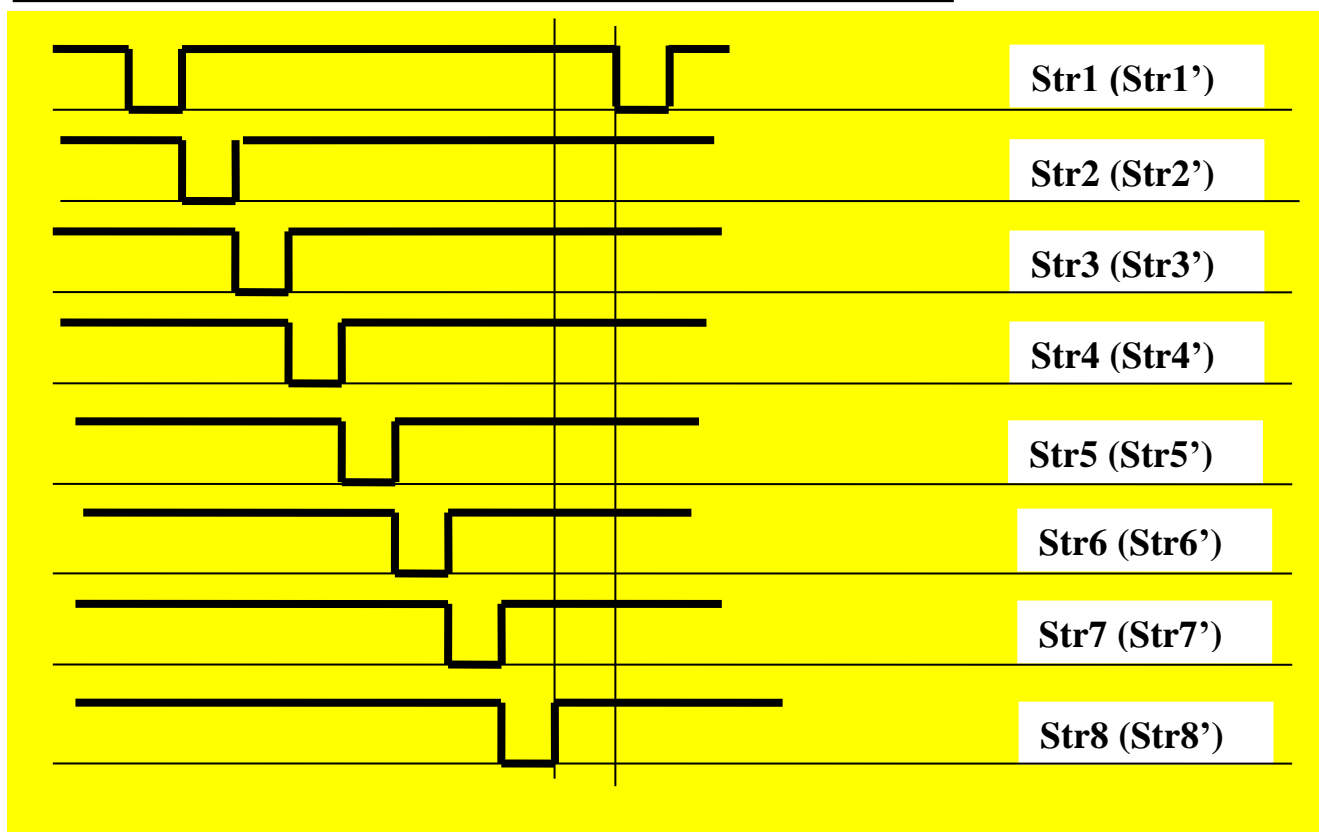 Str1 (Str1’)
Str2 (Str2’)
Str3 (Str3’)
Str4 (Str4’)
Str5 (Str5’)
Str6 (Str6’)
Str7 (Str7’)
Str8 (Str8’)